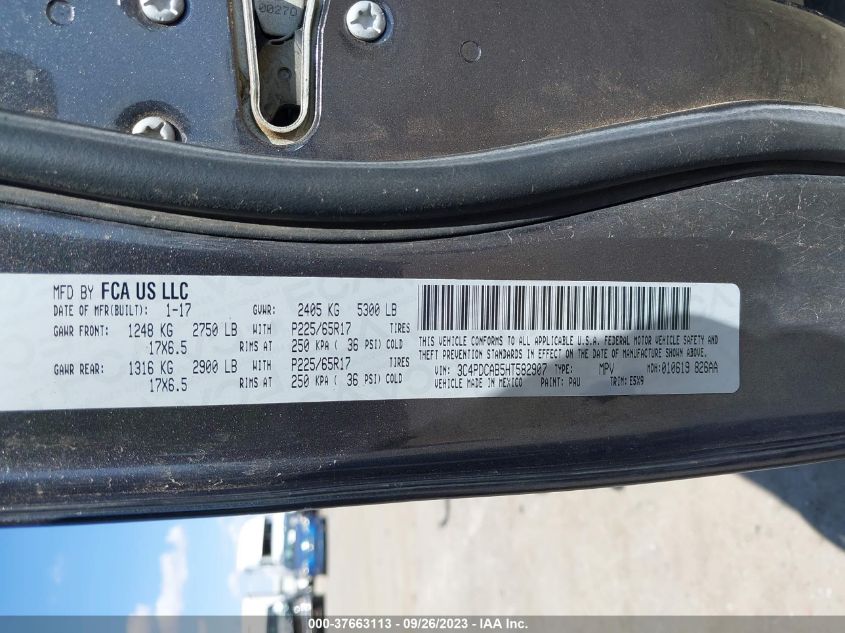 00270
MFD BY FCA US LLC
DATE OF MFR(BUILT): 1-17 GVWR: 2405 KG 5300 LB
GAWR FRONT: 1248 KG 2750 LB WITH P225/65R17 TIRES
17X6.5 RIMS AT 250 KPA ( 36 PSI) COLD
GAWR REAR: 1316 KG 2900 LB WITH P225/65R17 TIRES
17X6.5 RIMS AT 250 KPA ( 36 PSI) COLD
THIS VEHICLE CONFORMS TO ALL APPLICABLE U.S.A. FEDERAL MOTOR VEHICLE SAFETY AND
THEFT PREVENTION STANDARDS IN EFFECT ON THE DATE OF MANUFACTURE SHOWN ABOVE.
VIN: 3C4PDCAB5HT582907 TYPE: MPV MDH: 010619 826AA
VEHICLE MADE IN MEXICO PAINT: PAU TRIM: E5X9
000-37663113 - 09/26/2023 - IAA Inc.